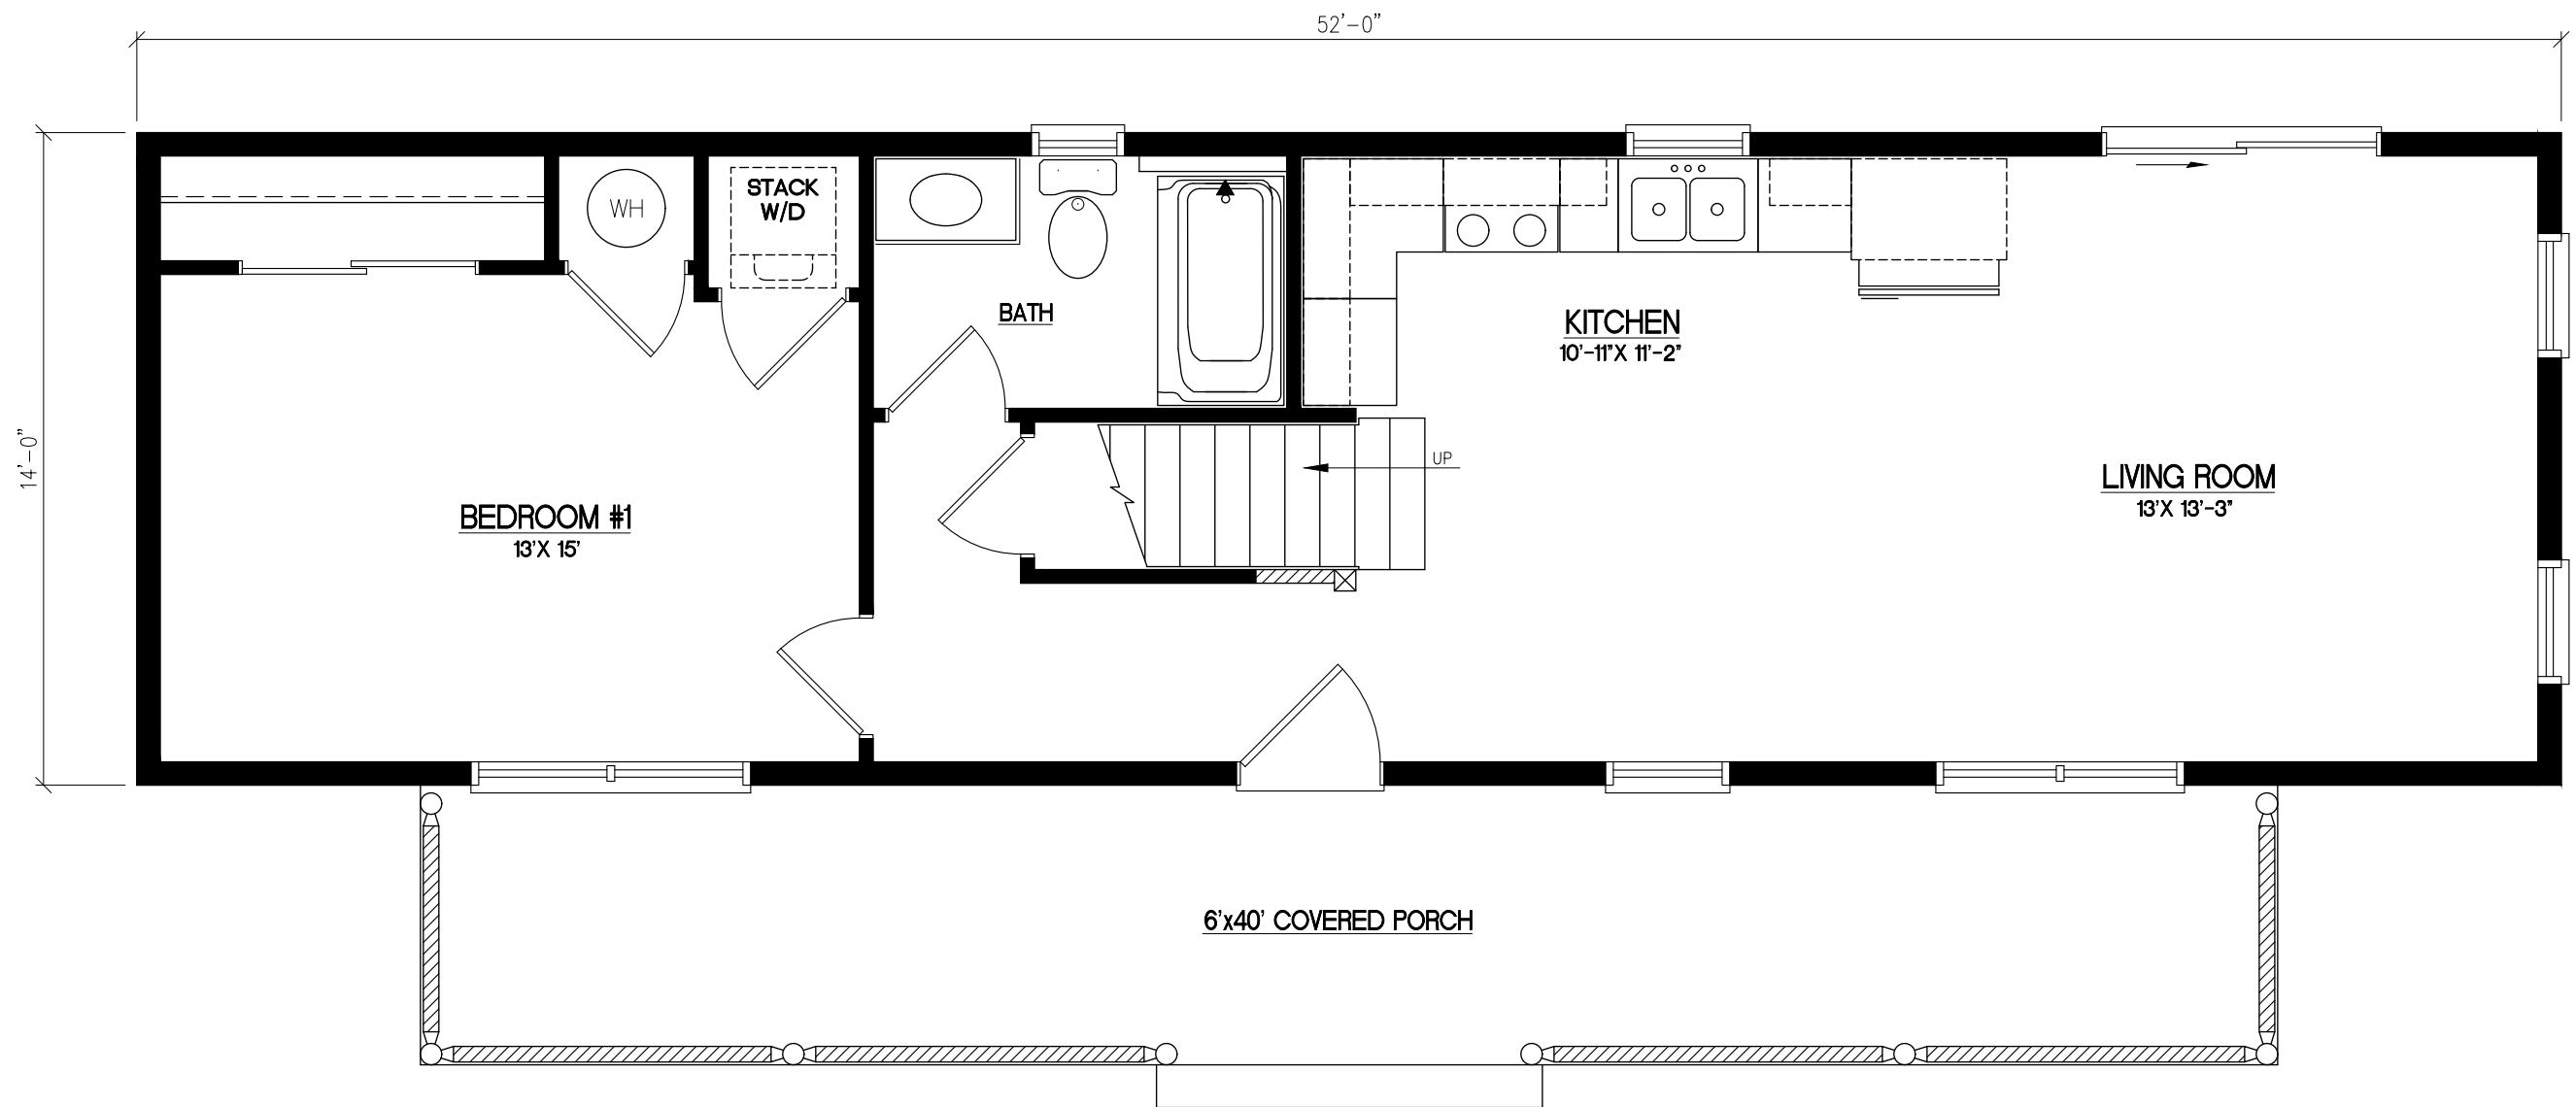 52'-0"
14'-0"
WH
STACK
W/D
BATH
KITCHEN
10'-11"X 11'-2"
UP
LIVING ROOM
13'X 13'-3"
BEDROOM #1
13'X 15'
6'x40' COVERED PORCH